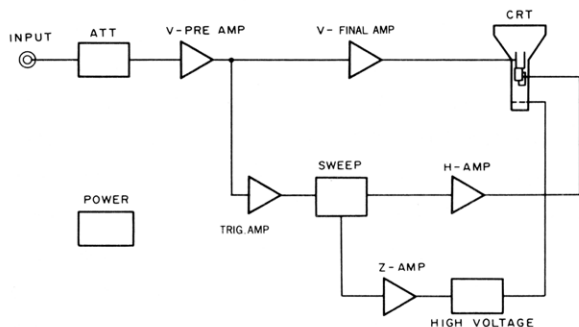 INPUT
ATT
V-PRE AMP
V- FINAL AMP
CRT
SWEEP
H-AMP
POWER
TRIG. AMP
Z-AMP
HIGH VOLTAGE